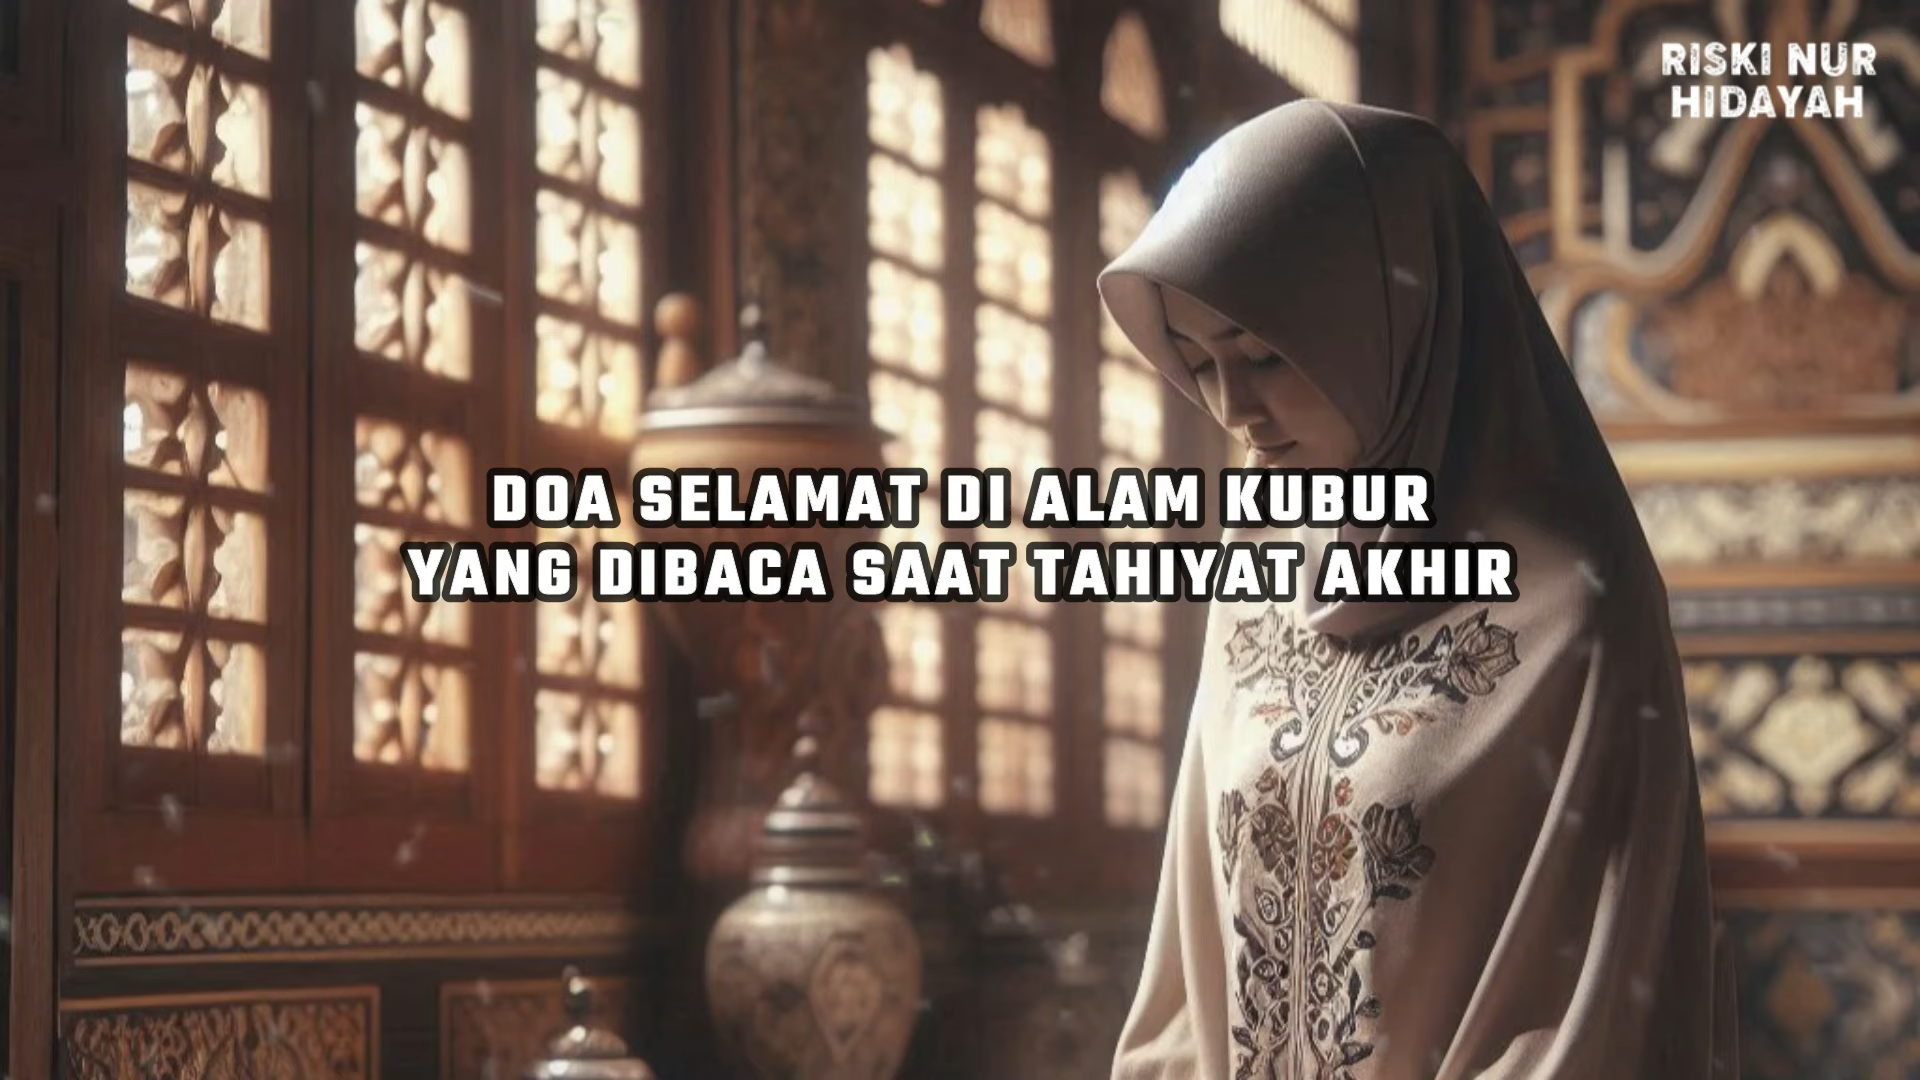 RISKI NUR
HIDAYAH
DOA SELAMAT DI ALAM KUBUR
YANG DIBACA SAAT TAHIYAT AKHIR